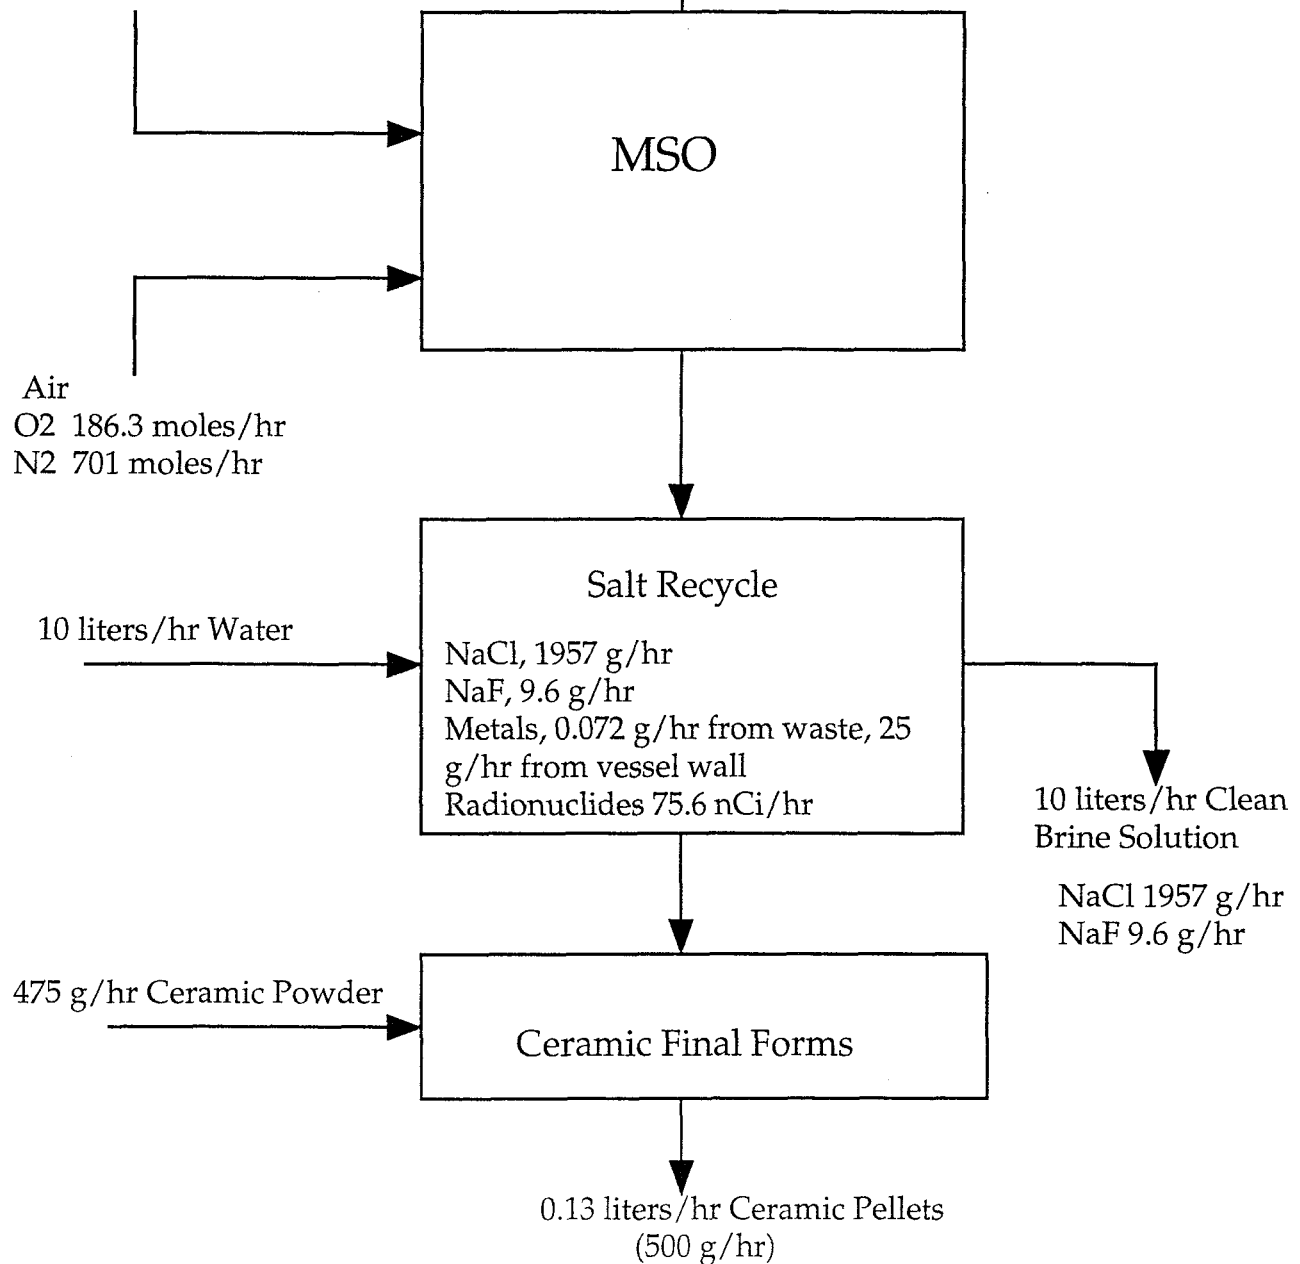 MSO
Air
O2 186.3 moles/hr
N2 701 moles/hr
Salt Recycle
10 liters/hr Water
NaCl, 1957 g/hr
NaF, 9.6 g/hr
Metals, 0.072 g/hr from waste, 25
g/hr from vessel wall
Radionuclides 75.6 nCi/hr
10 liters/hr Clean
Brine Solution
NaCl 1957 g/hr
NaF 9.6 g/hr
475 g/hr Ceramic Powder
Ceramic Final Forms
0.13 liters/hr Ceramic Pellets
(500 g/hr)